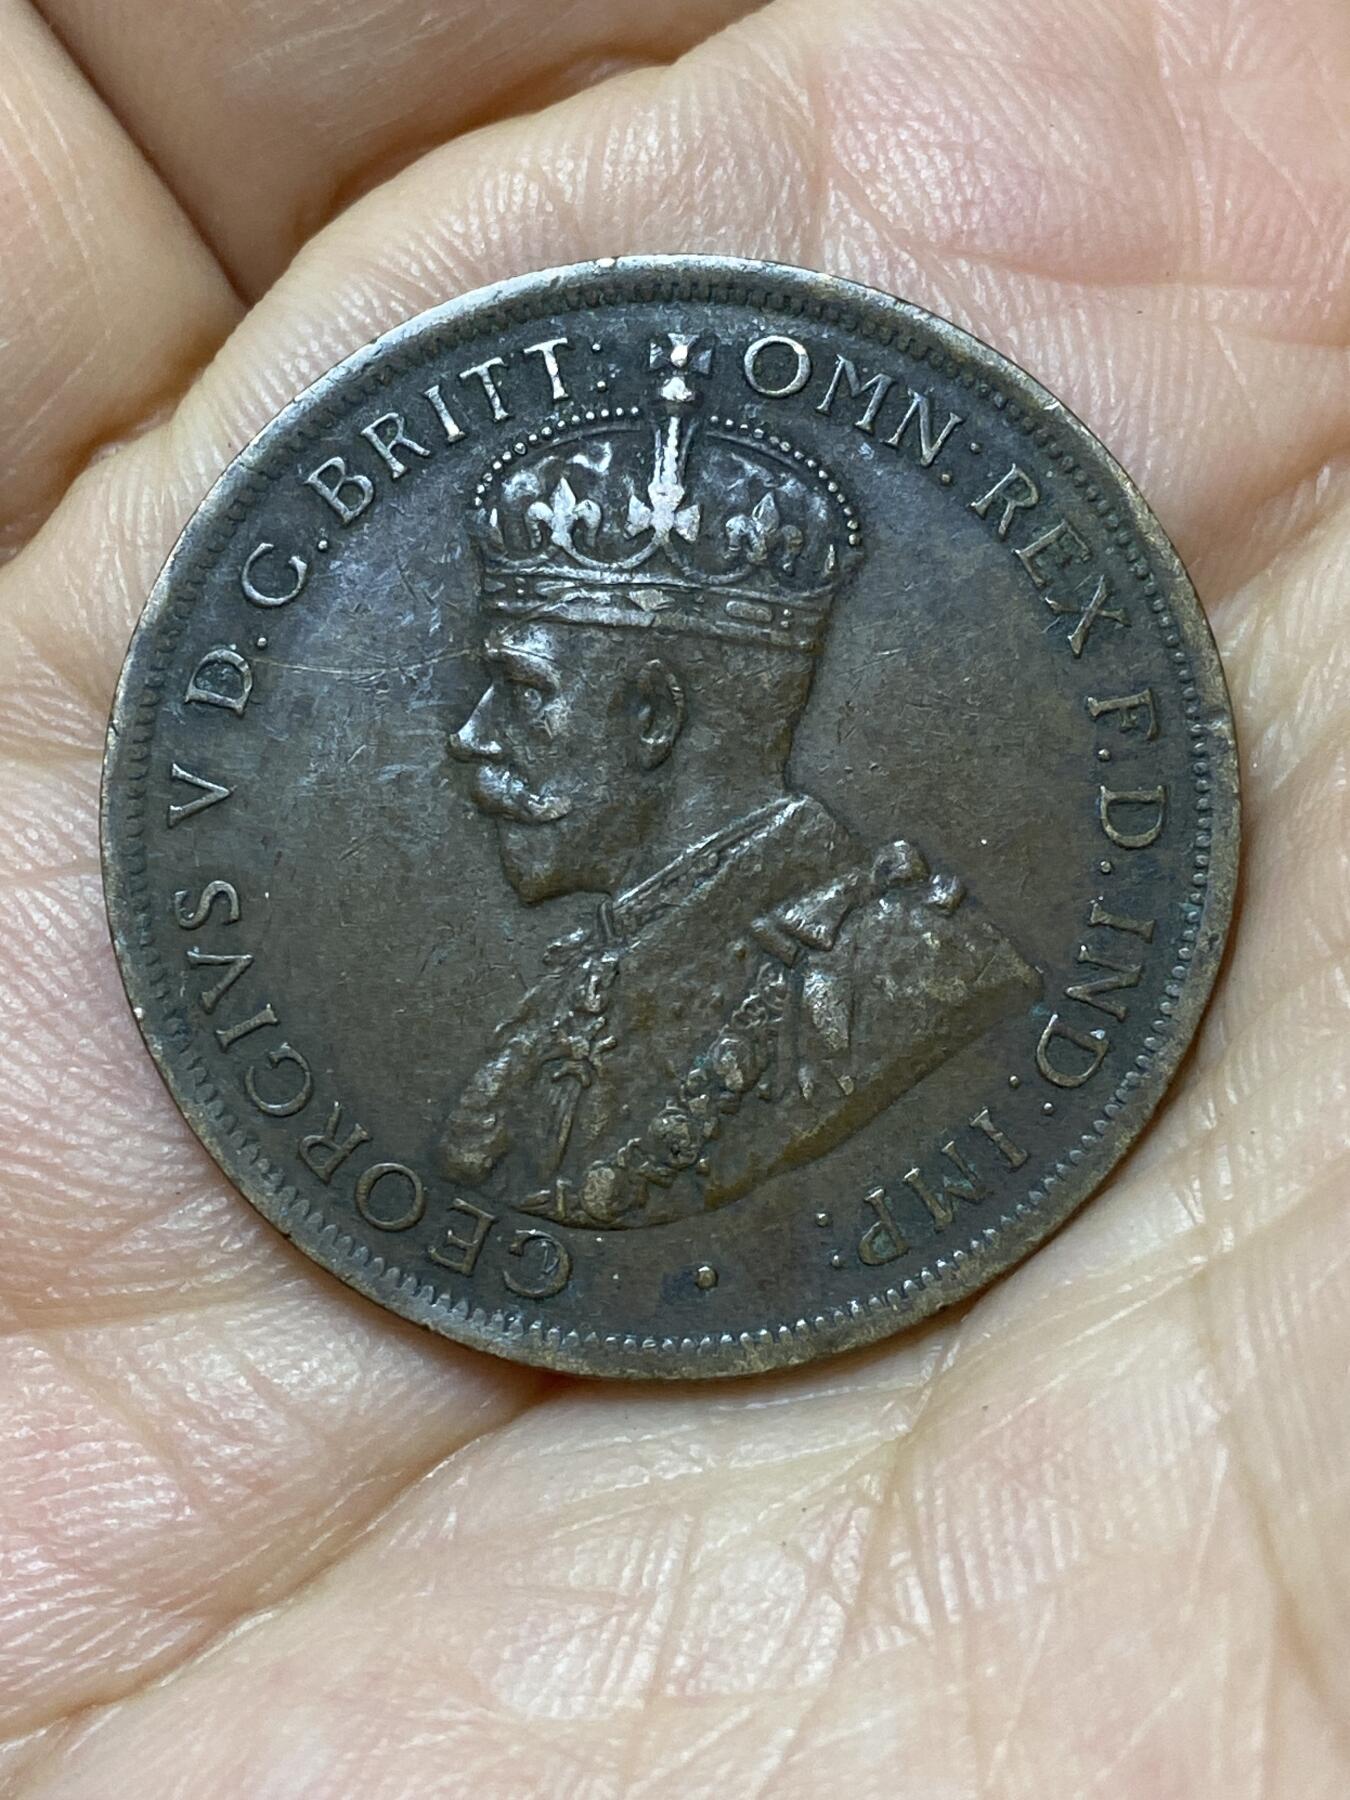 GEORGIVS V D.G.BRITT: OMN: REX F.D.IND: IMP: